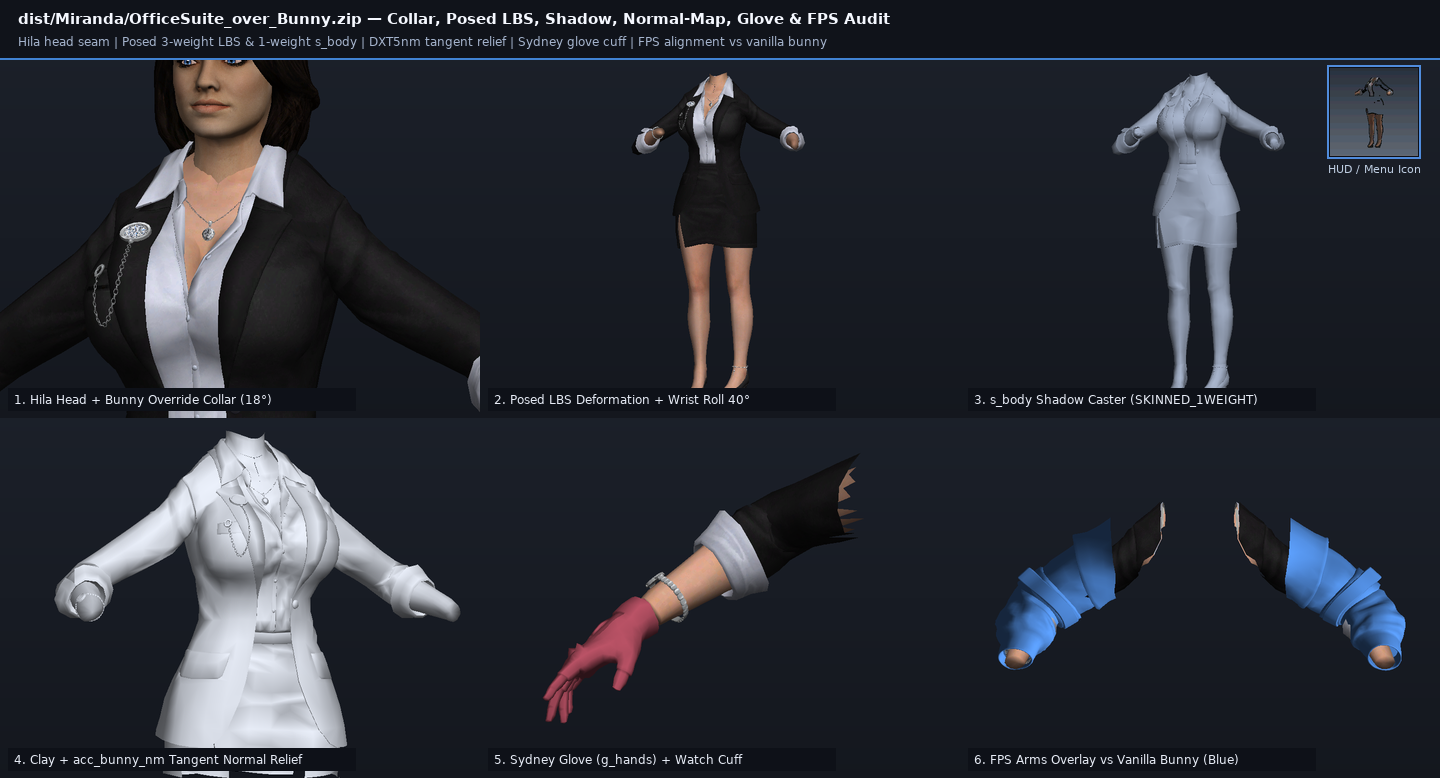 dist/Miranda/OfficeSuite_over_Bunny.zip — Collar, Posed LBS, Shadow, Normal-Map, Glove & FPS Audit
Hila head seam | Posed 3-weight LBS & 1-weight s_body | DXT5nm tangent relief | Sydney glove cuff | FPS alignment vs vanilla bunny
HUD / Menu Icon
1. Hila Head + Bunny Override Collar (18°)
2. Posed LBS Deformation + Wrist Roll 40°
3. s_body Shadow Caster (SKINNED_1WEIGHT)
4. Clay + acc_bunny_nm Tangent Normal Relief
5. Sydney Glove (g_hands) + Watch Cuff
6. FPS Arms Overlay vs Vanilla Bunny (Blue)